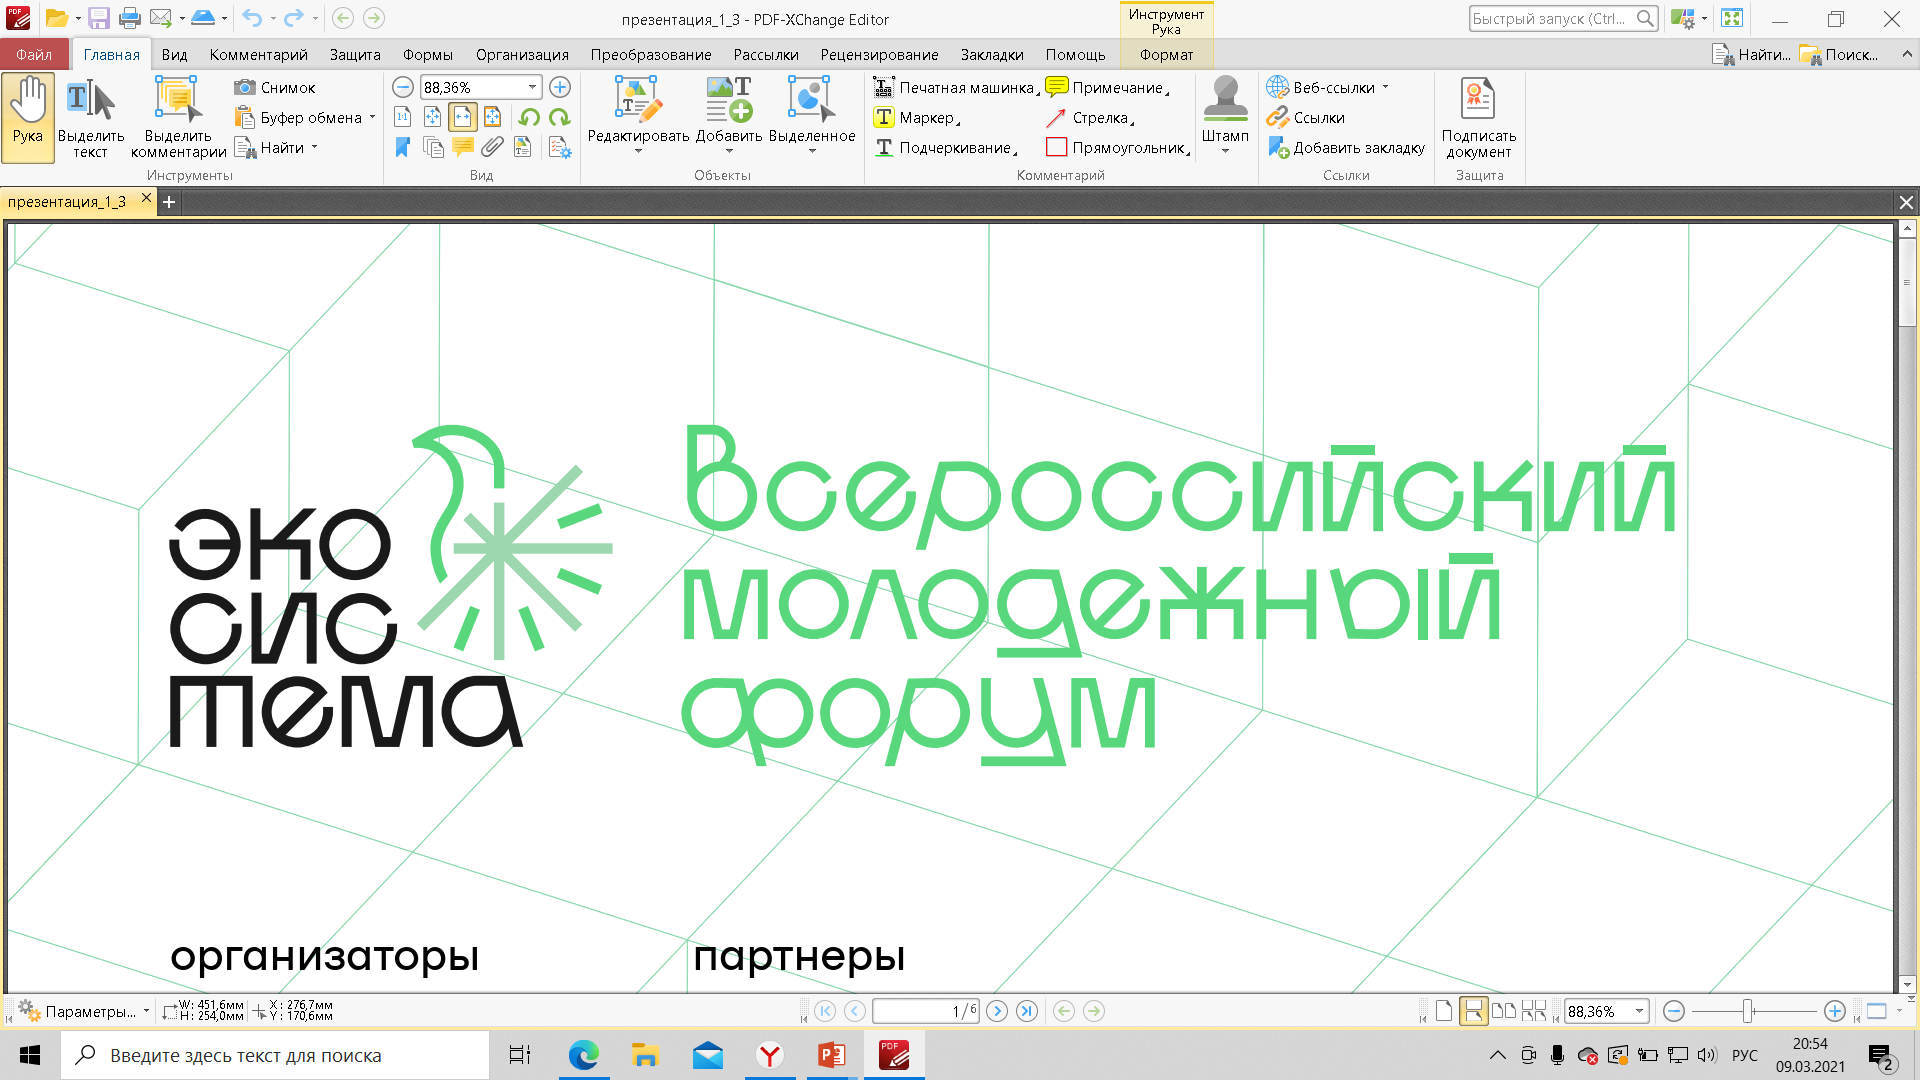 презентация_1_3 - PDF-XChange Editor
Инструмент
Рука
Быстрый запуск (Ctrl...
Файл Главная Вид Комментарий Защита Формы Организация Преобразование Рассылки Рецензирование Закладки Помощь Формат Найти... Поиск...
Рука
Выделить текст
Выделить комментарии
Снимок
Буфер обмена
Найти
Инструменты
88,36%
1:1
Вид
Редактировать Добавить Выделенное
Объекты
Печатная машинка Примечание
Маркер Стрелка
Подчеркивание Прямоугольник
Штамп
Комментарий
Веб-ссылки
Ссылки
Добавить закладку
Ссылки
Подписать документ
Защита
презентация_1_3
эко
сис
тема
всероссийский
молодежный
форум
организаторы партнеры
Параметры...
W: 451,6мм
H: 254,0мм
X: 276,7мм
Y: 170,6мм
1/6
88,36%
Введите здесь текст для поиска
РУС
20:54
09.03.2021
2